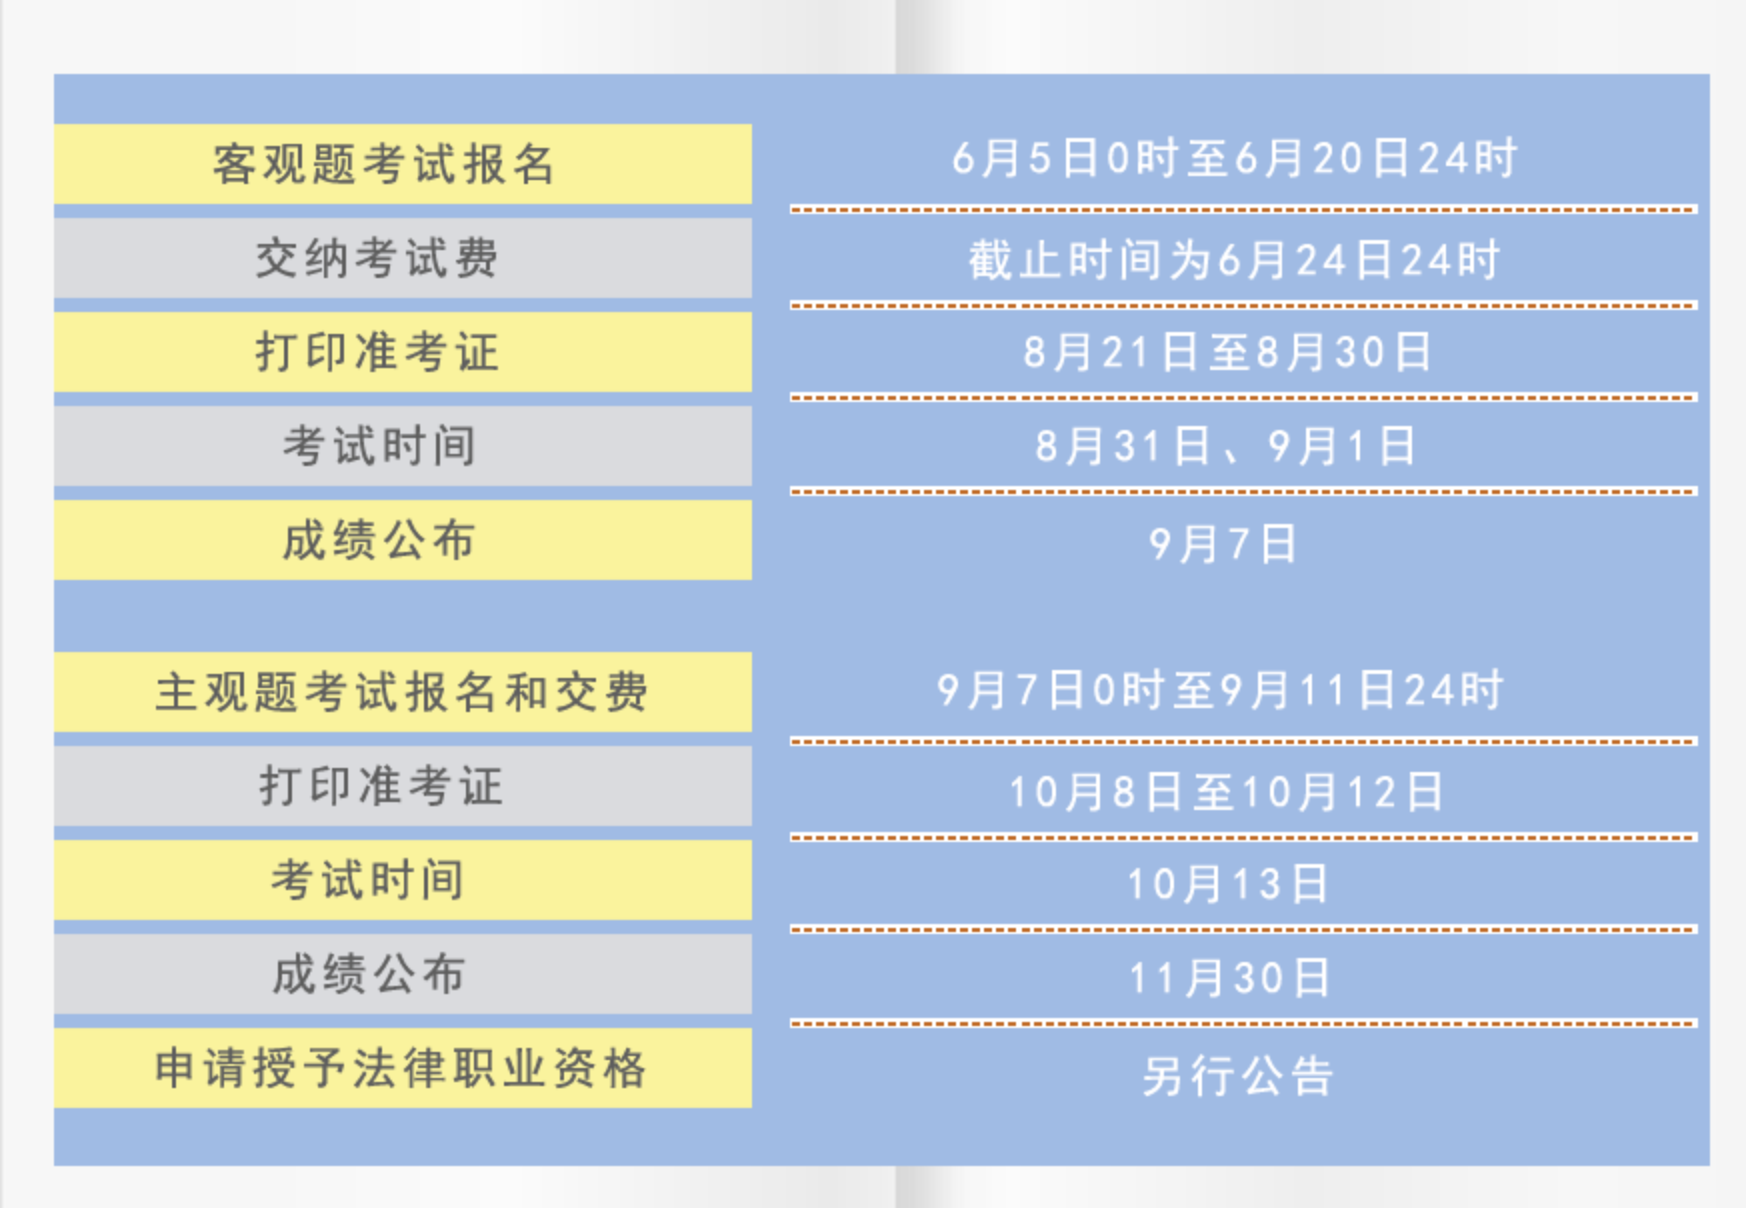 客观题考试报名 6月5日0时至6月20日24时
交纳考试费 截止时间为6月24日24时
打印准考证 8月21日至8月30日
考试时间 8月31日、9月1日
成绩公布 9月7日
主观题考试报名和交费 9月7日0时至9月11日24时
打印准考证 10月8日至10月12日
考试时间 10月13日
成绩公布 11月30日
申请授予法律职业资格 另行公告